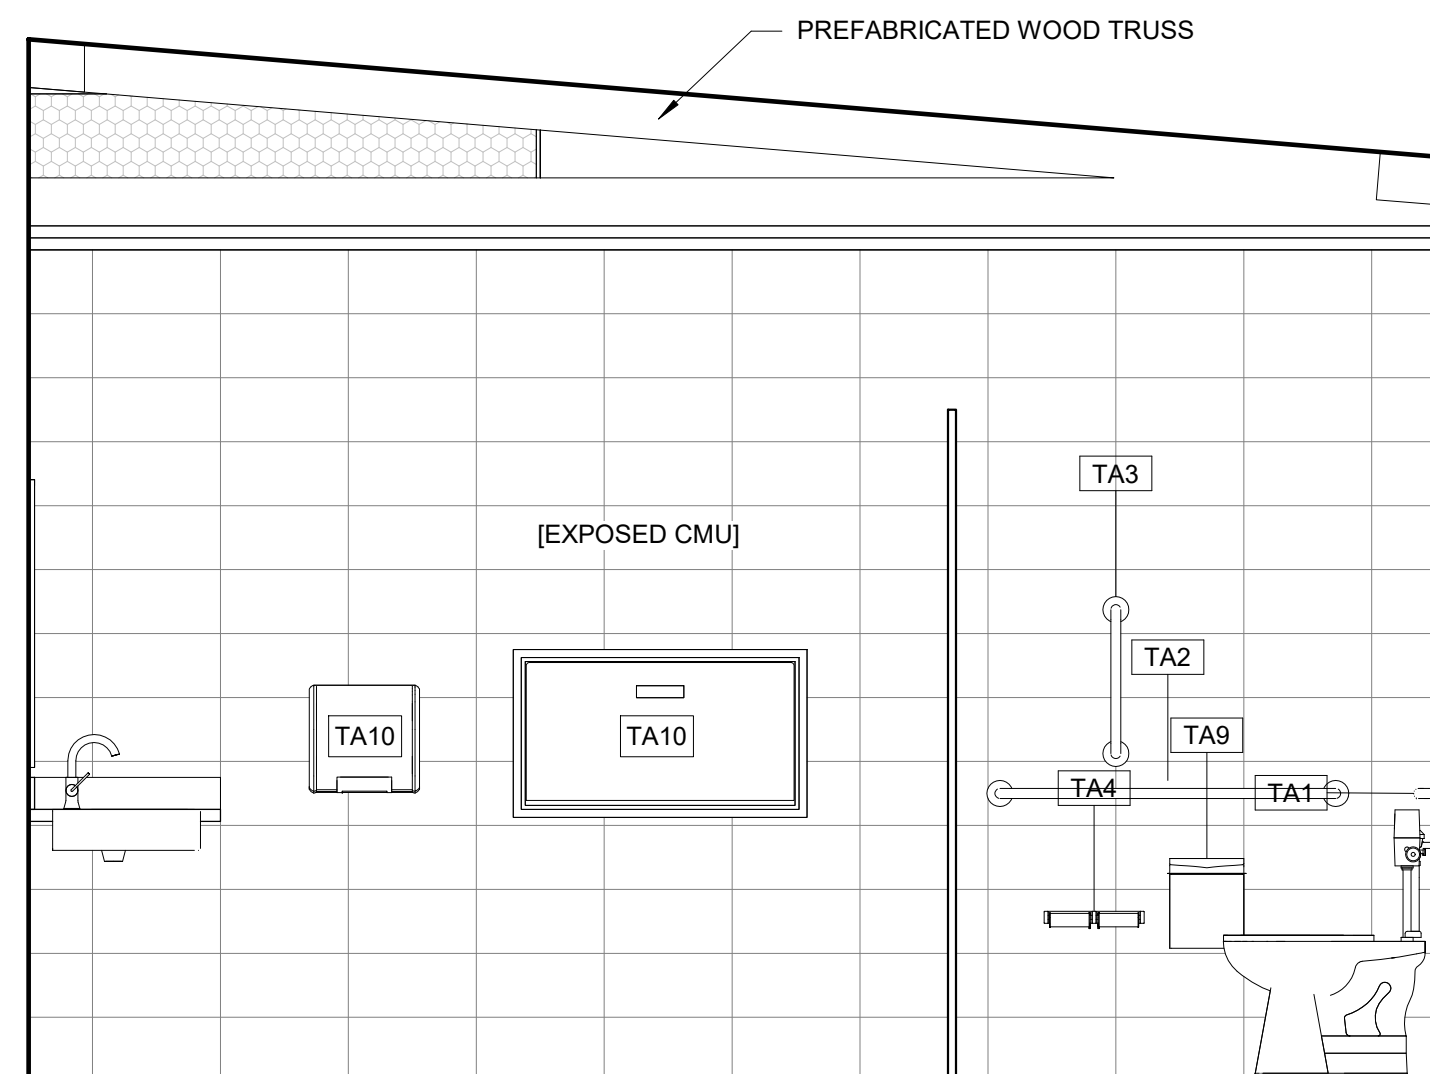 PREFABRICATED WOOD TRUSS
TA3
[EXPOSED CMU]
TA2
TA10
TA10
TA9
TA4
TA1